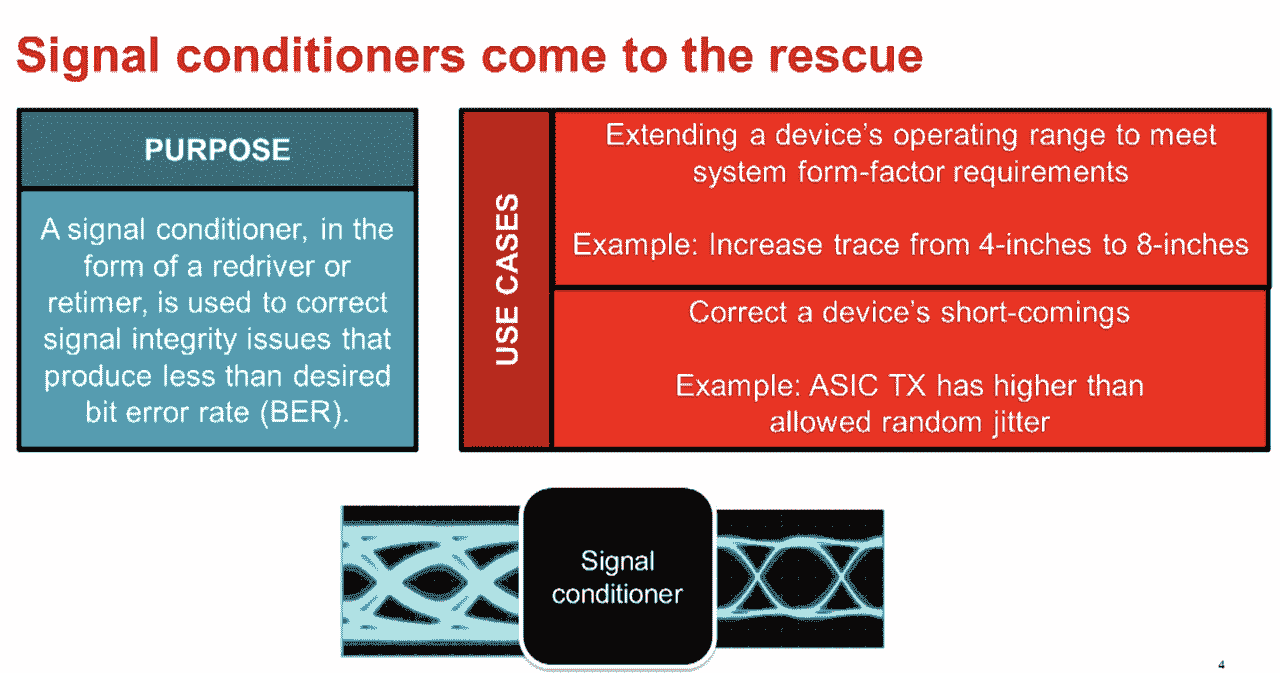 Signal conditioners come to the rescue
PURPOSE
A signal conditioner, in the
form of a redriver or
retimer, is used to correct
signal integrity issues that
produce less than desired
bit error rate (BER).
USE CASES
Extending a device's operating range to meet
system form-factor requirements
Example: Increase trace from 4-inches to 8-inches
Correct a device's short-comings
Example: ASIC TX has higher than
allowed random jitter
Signal
conditioner
4